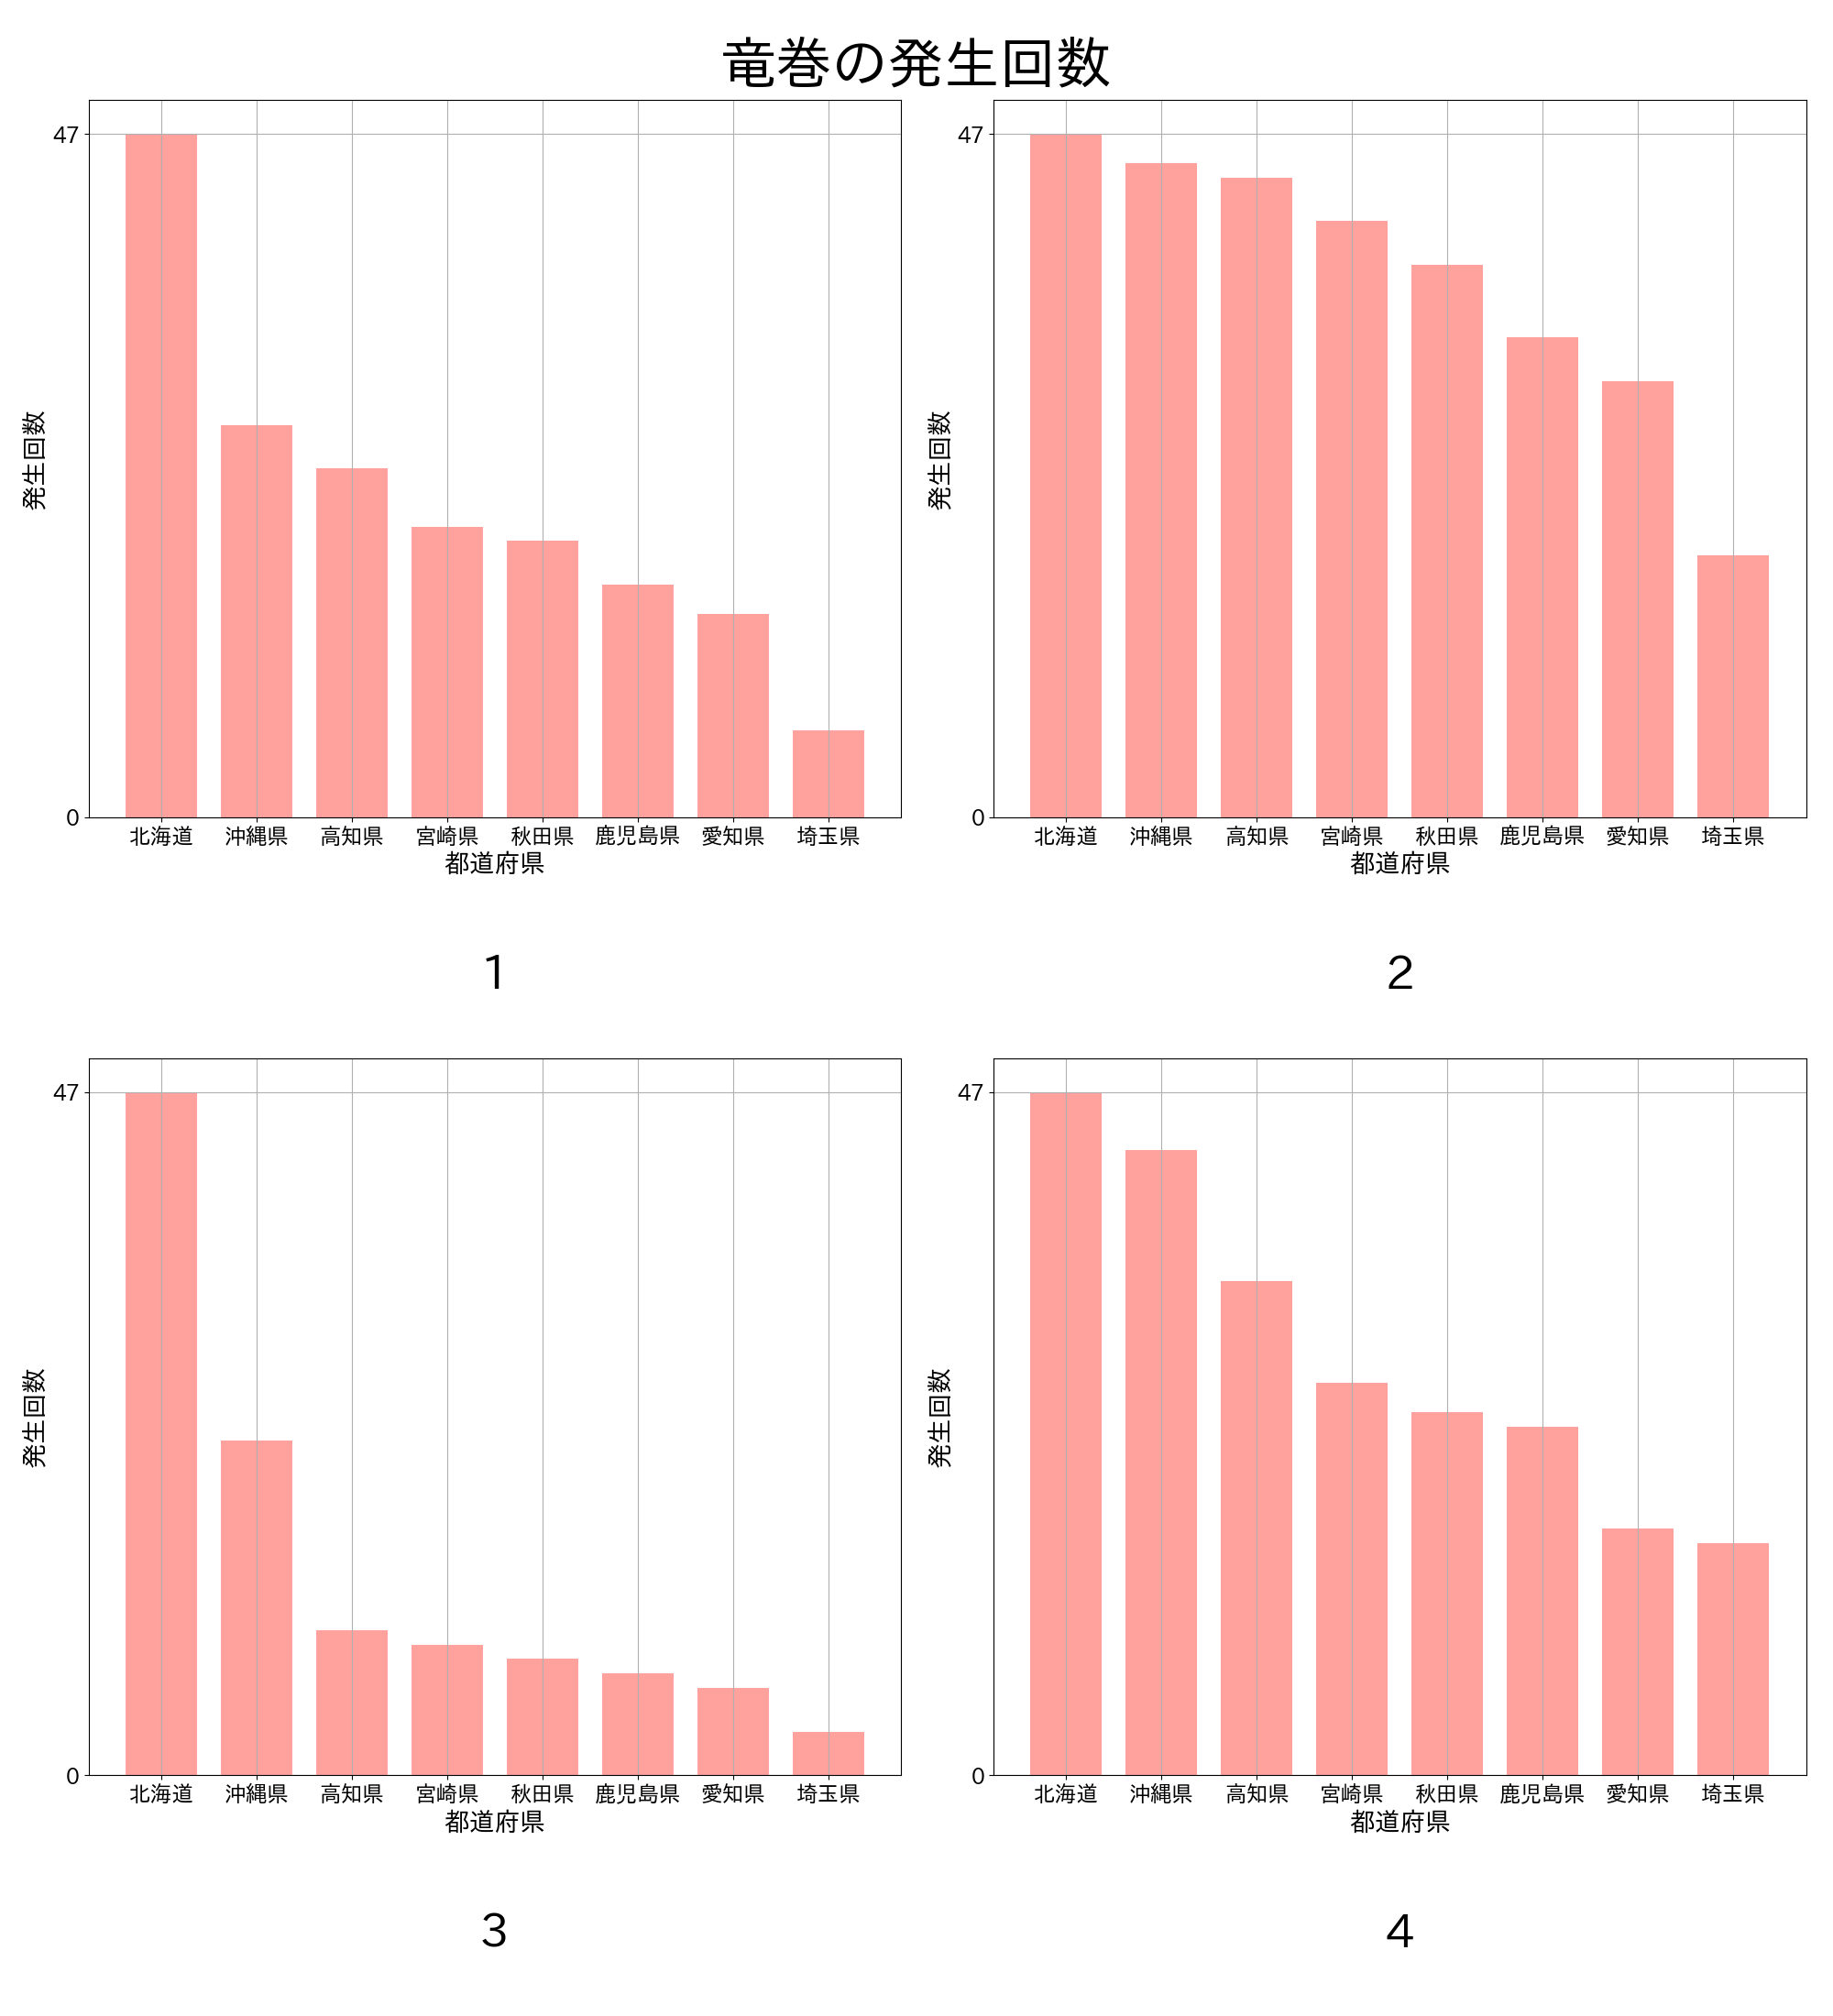 竜巻の発生回数
47
0
発生回数
北海道 沖縄県 高知県 宮崎県 秋田県 鹿児島県 愛知県 埼玉県
都道府県
1
47
0
発生回数
北海道 沖縄県 高知県 宮崎県 秋田県 鹿児島県 愛知県 埼玉県
都道府県
2
47
0
発生回数
北海道 沖縄県 高知県 宮崎県 秋田県 鹿児島県 愛知県 埼玉県
都道府県
3
47
0
発生回数
北海道 沖縄県 高知県 宮崎県 秋田県 鹿児島県 愛知県 埼玉県
都道府県
4